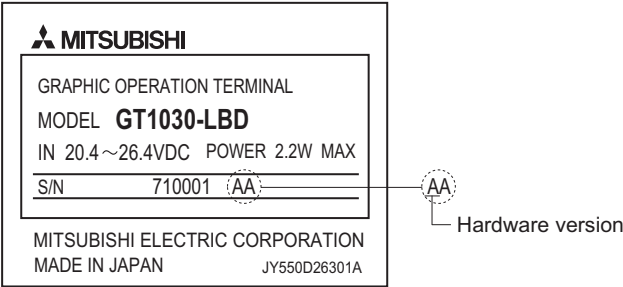 MITSUBISHI
GRAPHIC OPERATION TERMINAL
MODEL GT1030-LBD
IN 20.4~26.4VDC POWER 2.2W MAX
S/N 710001 AA AA
Hardware version
MITSUBISHI ELECTRIC CORPORATION
MADE IN JAPAN JY550D26301A